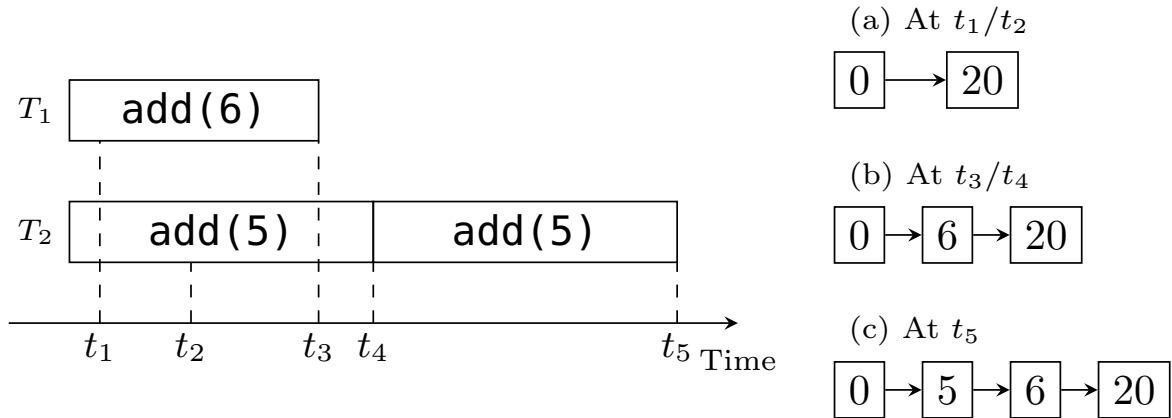 T₁ add(6)
T₂ add(5) add(5)
t₁ t₂ t₃ t₄ t₅ Time
(a) At t₁/t₂
0 20
(b) At t₃/t₄
0 6 20
(c) At t₅
0 5 6 20